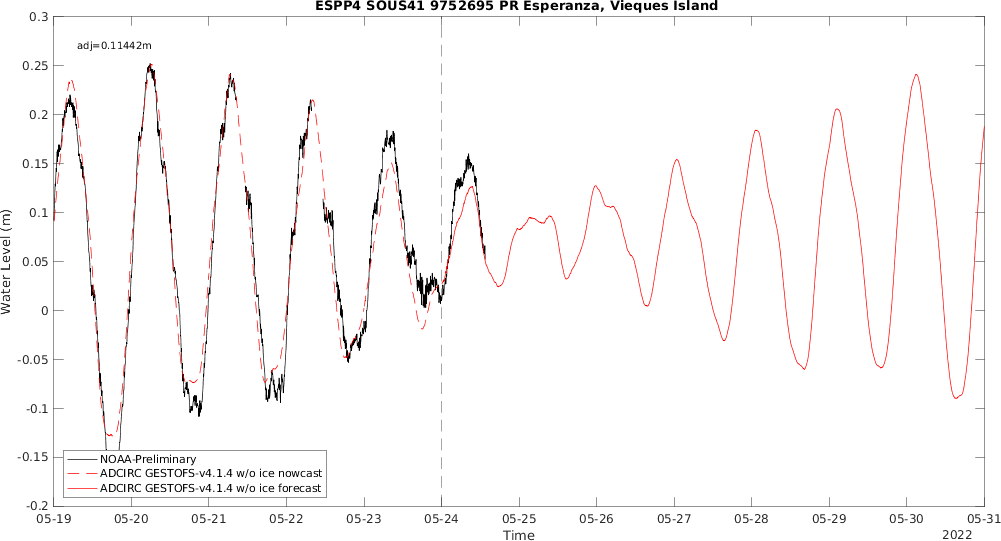 ESPP4 SOUS41 9752695 PR Esperanza, Vieques Island
adj=0.11442m
0.3
0.25
0.2
0.15
0.1
0.05
0
-0.05
-0.1
-0.15
-0.2
Water Level (m)
NOAA-Preliminary
ADCIRC GESTOFS-v4.1.4 w/o ice nowcast
ADCIRC GESTOFS-v4.1.4 w/o ice forecast
05-19 05-20 05-21 05-22 05-23 05-24 05-25 05-26 05-27 05-28 05-29 05-30 05-31
Time
2022